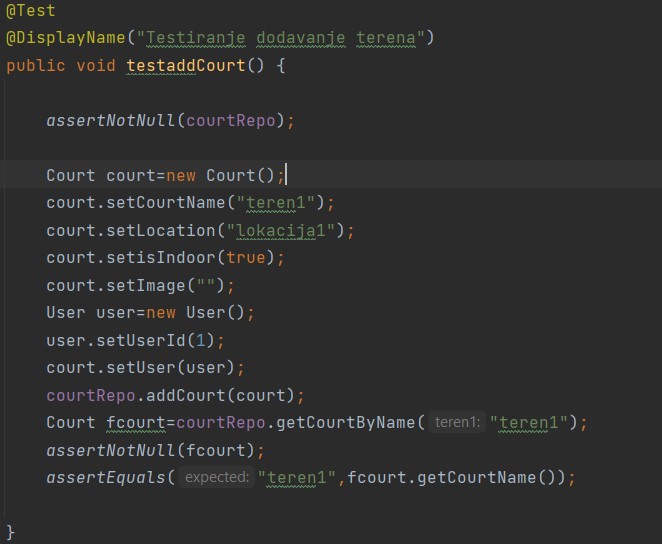 @Test
@DisplayName("Testiranje dodavanje terena")
public void testaddCourt() {
assertNotNull(courtRepo);
Court court=new Court();
court.setCourtName("teren1");
court.setLocation("lokacija1");
court.setisIndoor(true);
court.setImage("");
User user=new User();
user.setUserId(1);
court.setUser(user);
courtRepo.addCourt(court);
Court fcourt=courtRepo.getCourtByName( teren1: "teren1");
assertNotNull(fcourt);
assertEquals( expected: "teren1",fcourt.getCourtName());
}